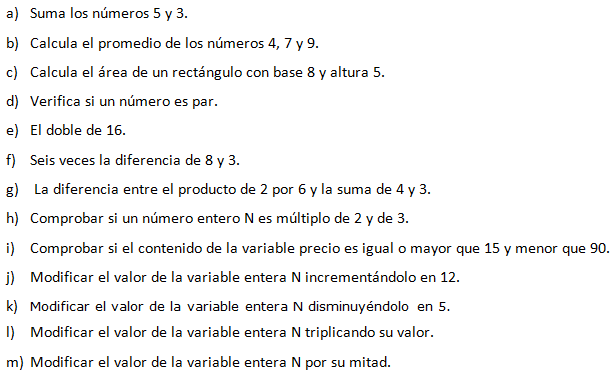 a) Suma los números 5 y 3.
b) Calcula el promedio de los números 4, 7 y 9.
c) Calcula el área de un rectángulo con base 8 y altura 5.
d) Verifica si un número es par.
e) El doble de 16.
f) Seis veces la diferencia de 8 y 3.
g) La diferencia entre el producto de 2 por 6 y la suma de 4 y 3.
h) Comprobar si un número entero N es múltiplo de 2 y de 3.
i) Comprobar si el contenido de la variable precio es igual o mayor que 15 y menor que 90.
j) Modificar el valor de la variable entera N incrementándolo en 12.
k) Modificar el valor de la variable entera N disminuyéndolo en 5.
l) Modificar el valor de la variable entera N triplicando su valor.
m) Modificar el valor de la variable entera N por su mitad.